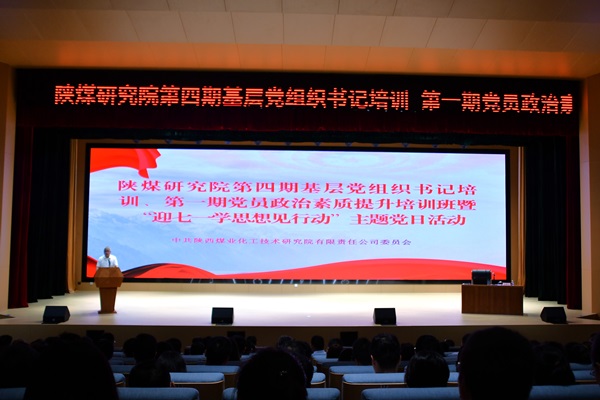 陕煤研究院第四期基层党组织书记培训 第一期党员政治素
陕煤研究院第四期基层党组织书记培
训、第一期党员政治素质提升培训班暨
“迎七一学思想见行动”主题党日活动
中共陕西煤业化工技术研究院有限责任公司委员会